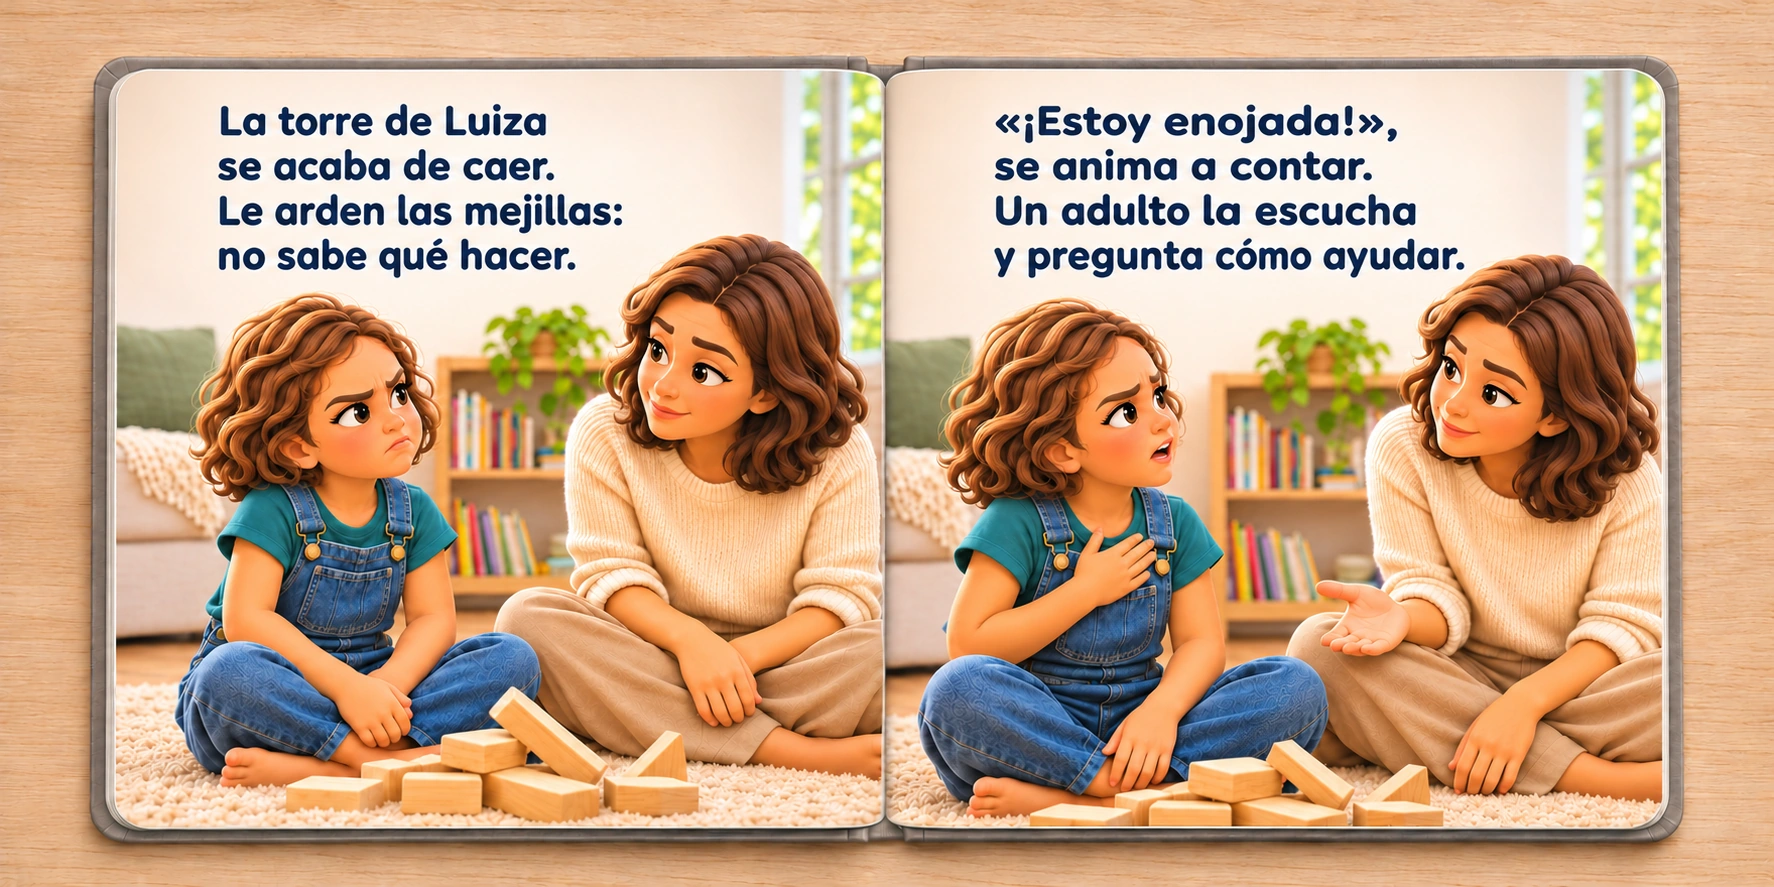 La torre de Luiza
se acaba de caer.
Le arden las mejillas:
no sabe qué hacer.
«¡Estoy enojada!»,
se anima a contar.
Un adulto la escucha
y pregunta cómo ayudar.